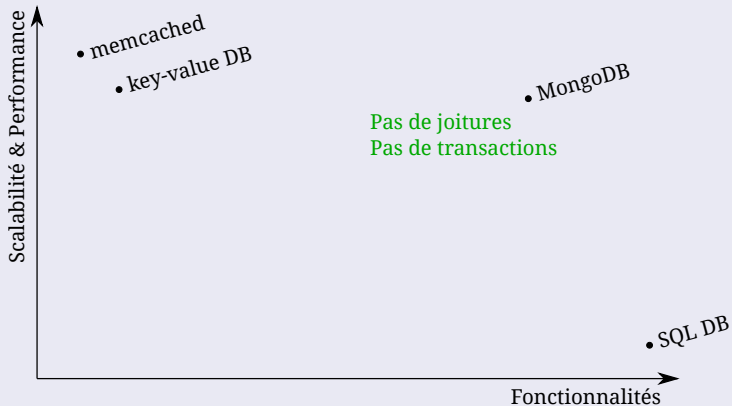 Scalabilité & Performance
memcached
key-value DB
MongoDB
Pas de joitures
Pas de transactions
SQL DB
Fonctionnalités